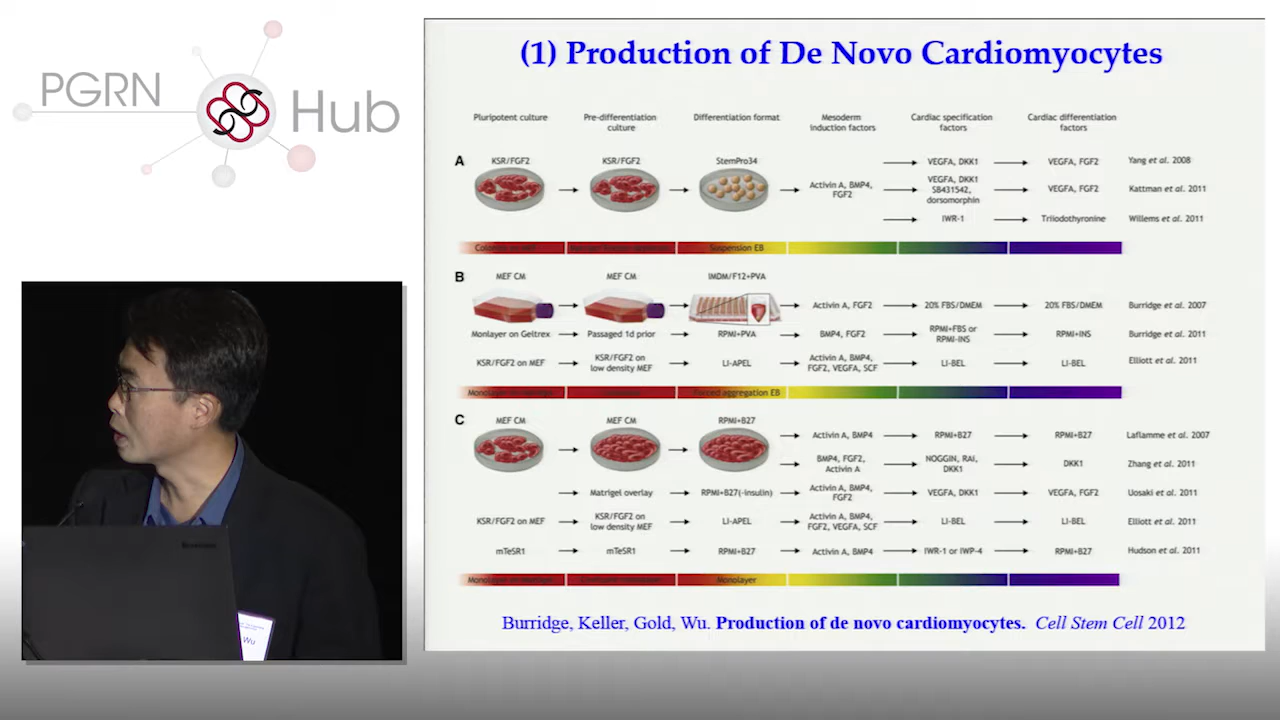 PGRN
Hub
(1) Production of De Novo Cardiomyocytes
Pluripotent culture
Pre-differentiation culture
Differentiation format
Mesoderm induction factors
Cardiac specification factors
Cardiac differentiation factors
A
KSR/FGF2
KSR/FGF2
StemPro34
Activin A, BMP4,
FGF2
VEGFA, DKK1
VEGFA, FGF2
Yang et al. 2008
VEGFA, DKK1
SB431542,
dorsomorphin
VEGFA, FGF2
Kattman et al. 2011
IWR-1
Triiodothyronine
Willems et al. 2011
Suspension EB
B
MEF CM
MEF CM
IMDM/F12+PVA
Activin A, FGF2
20% FBS/DMEM
20% FBS/DMEM
Burridge et al. 2007
Monlayer on Geltrex
Passaged 1d prior
RPMI+PVA
BMP4, FGF2
RPMI+FBS or
RPMI-INS
RPMI+INS
Burridge et al. 2011
KSR/FGF2 on MEF
KSR/FGF2 on
low density MEF
LI-APEL
Activin A, BMP4,
FGF2, VEGFA, SCF
LI-BEL
LI-BEL
Elliott et al. 2011
Forced aggregation EB
C
MEF CM
MEF CM
RPMI+B27
Activin A, BMP4
RPMI+B27
RPMI+B27
Laflamme et al. 2007
BMP4, FGF2,
Activin A
NOGGIN, RAI,
DKK1
DKK1
Zhang et al. 2011
Matrigel overlay
RPMI+B27(-insulin)
Activin A, BMP4,
FGF2
VEGFA, DKK1
VEGFA, FGF2
Uosaki et al. 2011
KSR/FGF2 on MEF
KSR/FGF2 on
low density MEF
LI-APEL
Activin A, BMP4,
FGF2, VEGFA, SCF
LI-BEL
LI-BEL
Elliott et al. 2011
mTeSR1
mTeSR1
RPMI+B27
Activin A, BMP4
IWR-1 or IWP-4
RPMI+B27
Hudson et al. 2011
Monolayer
Burridge, Keller, Gold, Wu. Production of de novo cardiomyocytes. Cell Stem Cell 2012
Wu